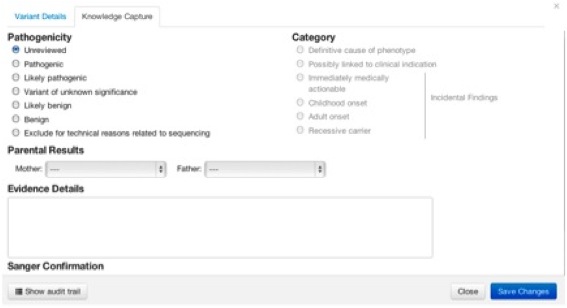 Variant Details
Knowledge Capture
×
Pathogenicity
Unreviewed
Pathogenic
Likely pathogenic
Variant of unknown significance
Likely benign
Benign
Exclude for technical reasons related to sequencing
Category
Definitive cause of phenotype
Possibly linked to clinical indication
Immediately medically
actionable
Childhood onset
Adult onset
Recessive carrier
Incidental Findings
Parental Results
Mother: ---- Father: ----
Evidence Details
Sanger Confirmation
Show audit trail
Close
Save Changes